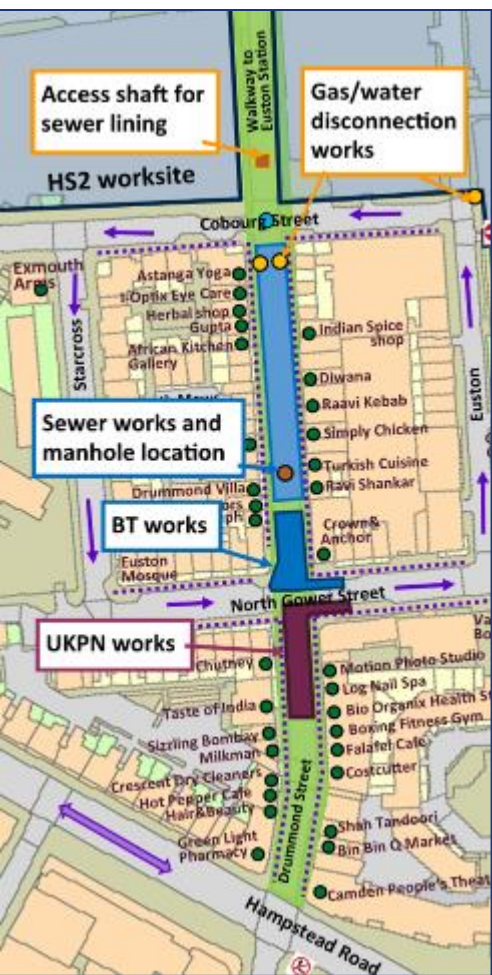 Walkway to
Euston Station
Access shaft for
sewer lining
Gas/water
disconnection
works
HS2 worksite
Cobourg Street
Exmouth
Arms
Astanga Yoga
i-Optix Eye Care
Herbal shop
Gupta
African Kitchen
Gallery
Indian Spice
shop
Starcross
Euston
Diwana
Raavi Kebab
Simply Chicken
Sewer works and
manhole location
Turkish Cuisine
Ravi Shankar
Drummond Villa
BT works
Crown &
Anchor
Euston
Mosque
North Gower Street
UKPN works
Chutney
Motion Photo Studio
Log Nail Spa
Bio Organix Health
Taste of India
Boxing Fitness Gym
Sizzling Bombay
Milkman
Falafel Cafe
Costcutter
Crescent Dry Cleaners
Hot Pepper Cafe
Hair&Beauty
Drummond Street
Green Light
Pharmacy
Shah Tandoori
Bin Bin Q Market
Camden People's Theat
Hampstead Road